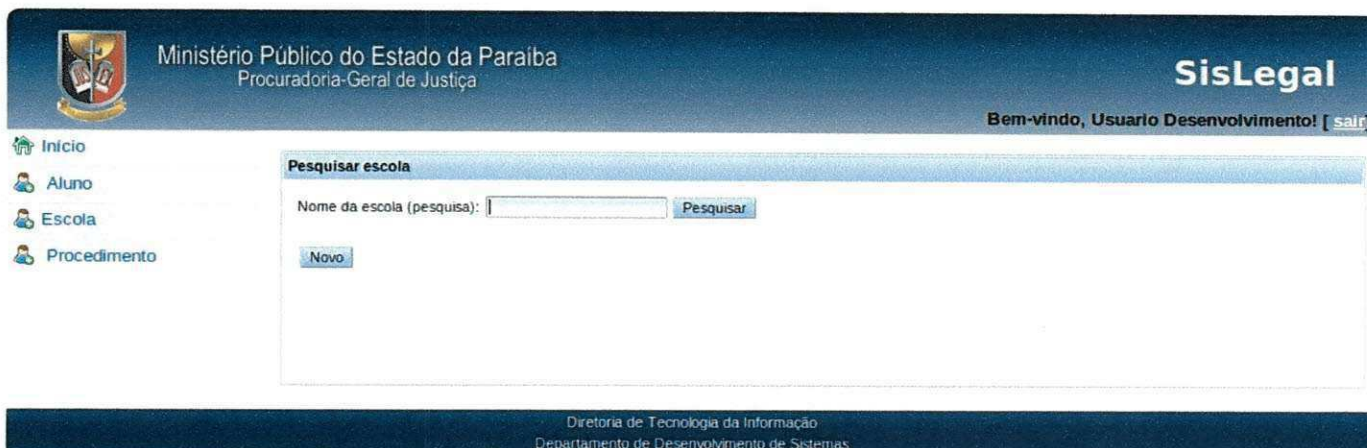 Ministério Público do Estado da Paraíba
Procuradoria-Geral de Justiça
SisLegal
Bem-vindo, Usuario Desenvolvimento! [ sair]
Início
Aluno
Escola
Procedimento
Pesquisar escola
Nome da escola (pesquisa):
Pesquisar
Novo
Diretoria de Tecnologia da Informação
Departamento de Desenvolvimento de Sistemas